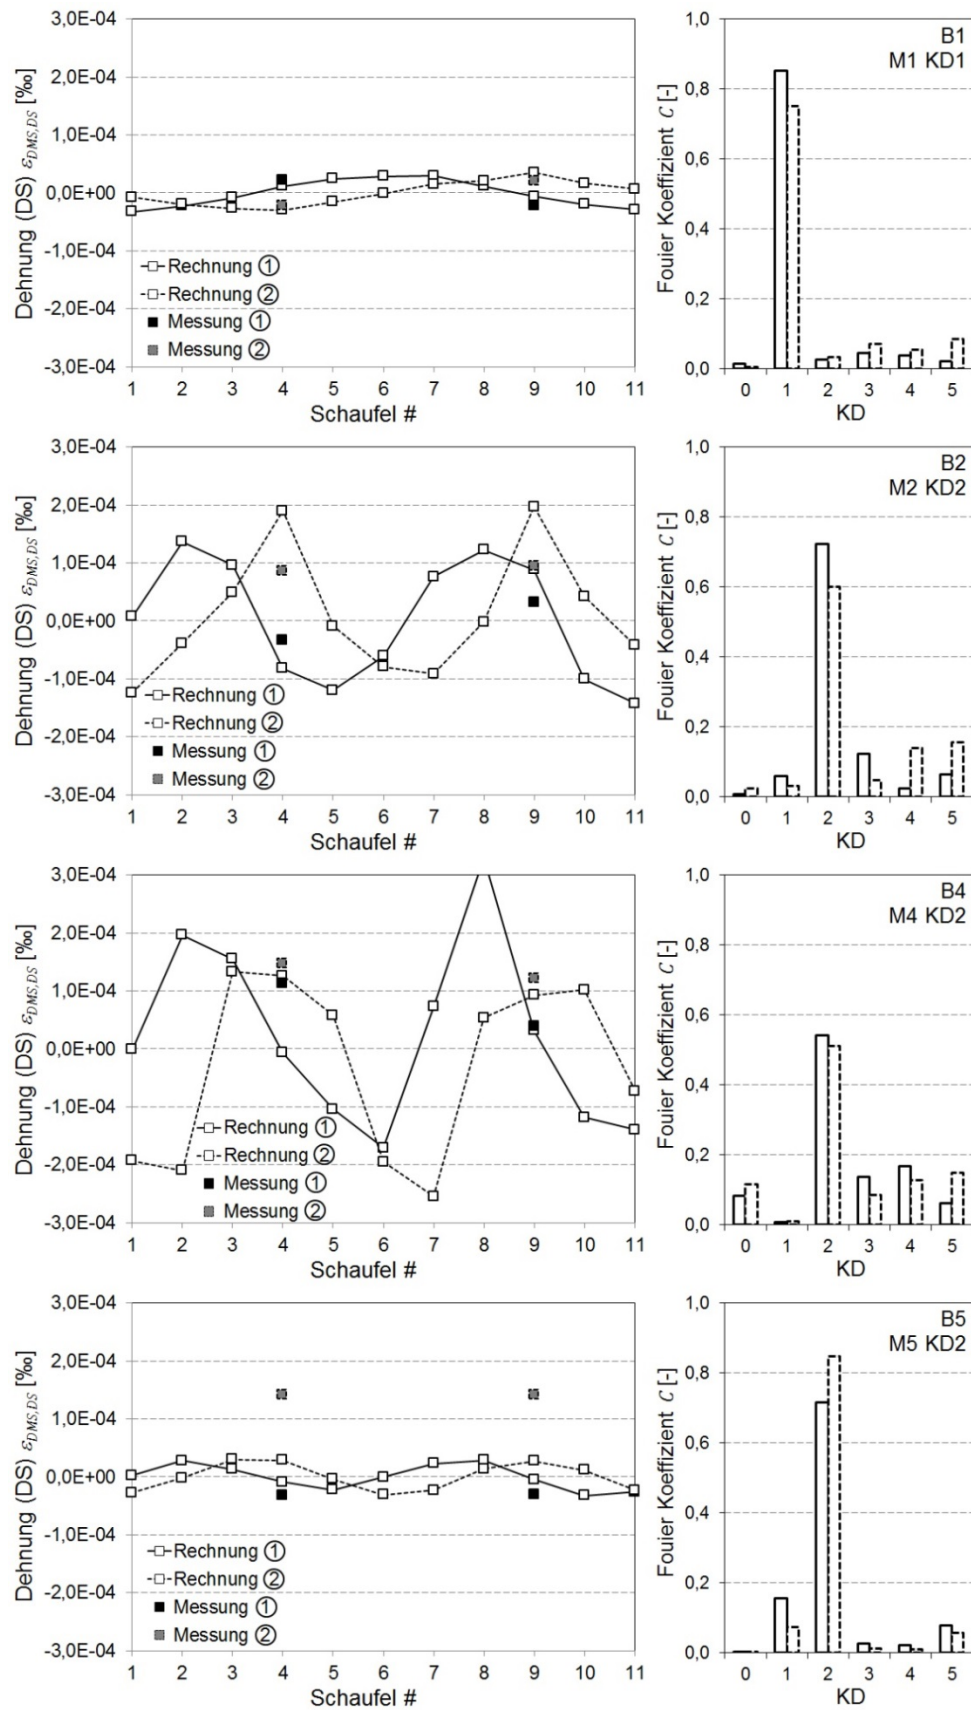 3,0E-04
2,0E-04
1,0E-04
0,0E+00
-1,0E-04
-2,0E-04
-3,0E-04
Dehnung (DS) εDMS,DS [‰]
Rechnung ①
Rechnung ②
Messung ①
Messung ②
1 2 3 4 5 6 7 8 9 10 11
Schaufel #
B1
M1 KD1
1,0
0,8
0,6
0,4
0,2
0,0
Fouier Koeffizient C [-]
0 1 2 3 4 5
KD
3,0E-04
2,0E-04
1,0E-04
0,0E+00
-1,0E-04
-2,0E-04
-3,0E-04
Dehnung (DS) εDMS,DS [‰]
Rechnung ①
Rechnung ②
Messung ①
Messung ②
1 2 3 4 5 6 7 8 9 10 11
Schaufel #
B2
M2 KD2
1,0
0,8
0,6
0,4
0,2
0,0
Fouier Koeffizient C [-]
0 1 2 3 4 5
KD
3,0E-04
2,0E-04
1,0E-04
0,0E+00
-1,0E-04
-2,0E-04
-3,0E-04
Dehnung (DS) εDMS,DS [‰]
Rechnung ①
Rechnung ②
Messung ①
Messung ②
1 2 3 4 5 6 7 8 9 10 11
Schaufel #
B4
M4 KD2
1,0
0,8
0,6
0,4
0,2
0,0
Fouier Koeffizient C [-]
0 1 2 3 4 5
KD
3,0E-04
2,0E-04
1,0E-04
0,0E+00
-1,0E-04
-2,0E-04
-3,0E-04
Dehnung (DS) εDMS,DS [‰]
Rechnung ①
Rechnung ②
Messung ①
Messung ②
1 2 3 4 5 6 7 8 9 10 11
Schaufel #
B5
M5 KD2
1,0
0,8
0,6
0,4
0,2
0,0
Fouier Koeffizient C [-]
0 1 2 3 4 5
KD